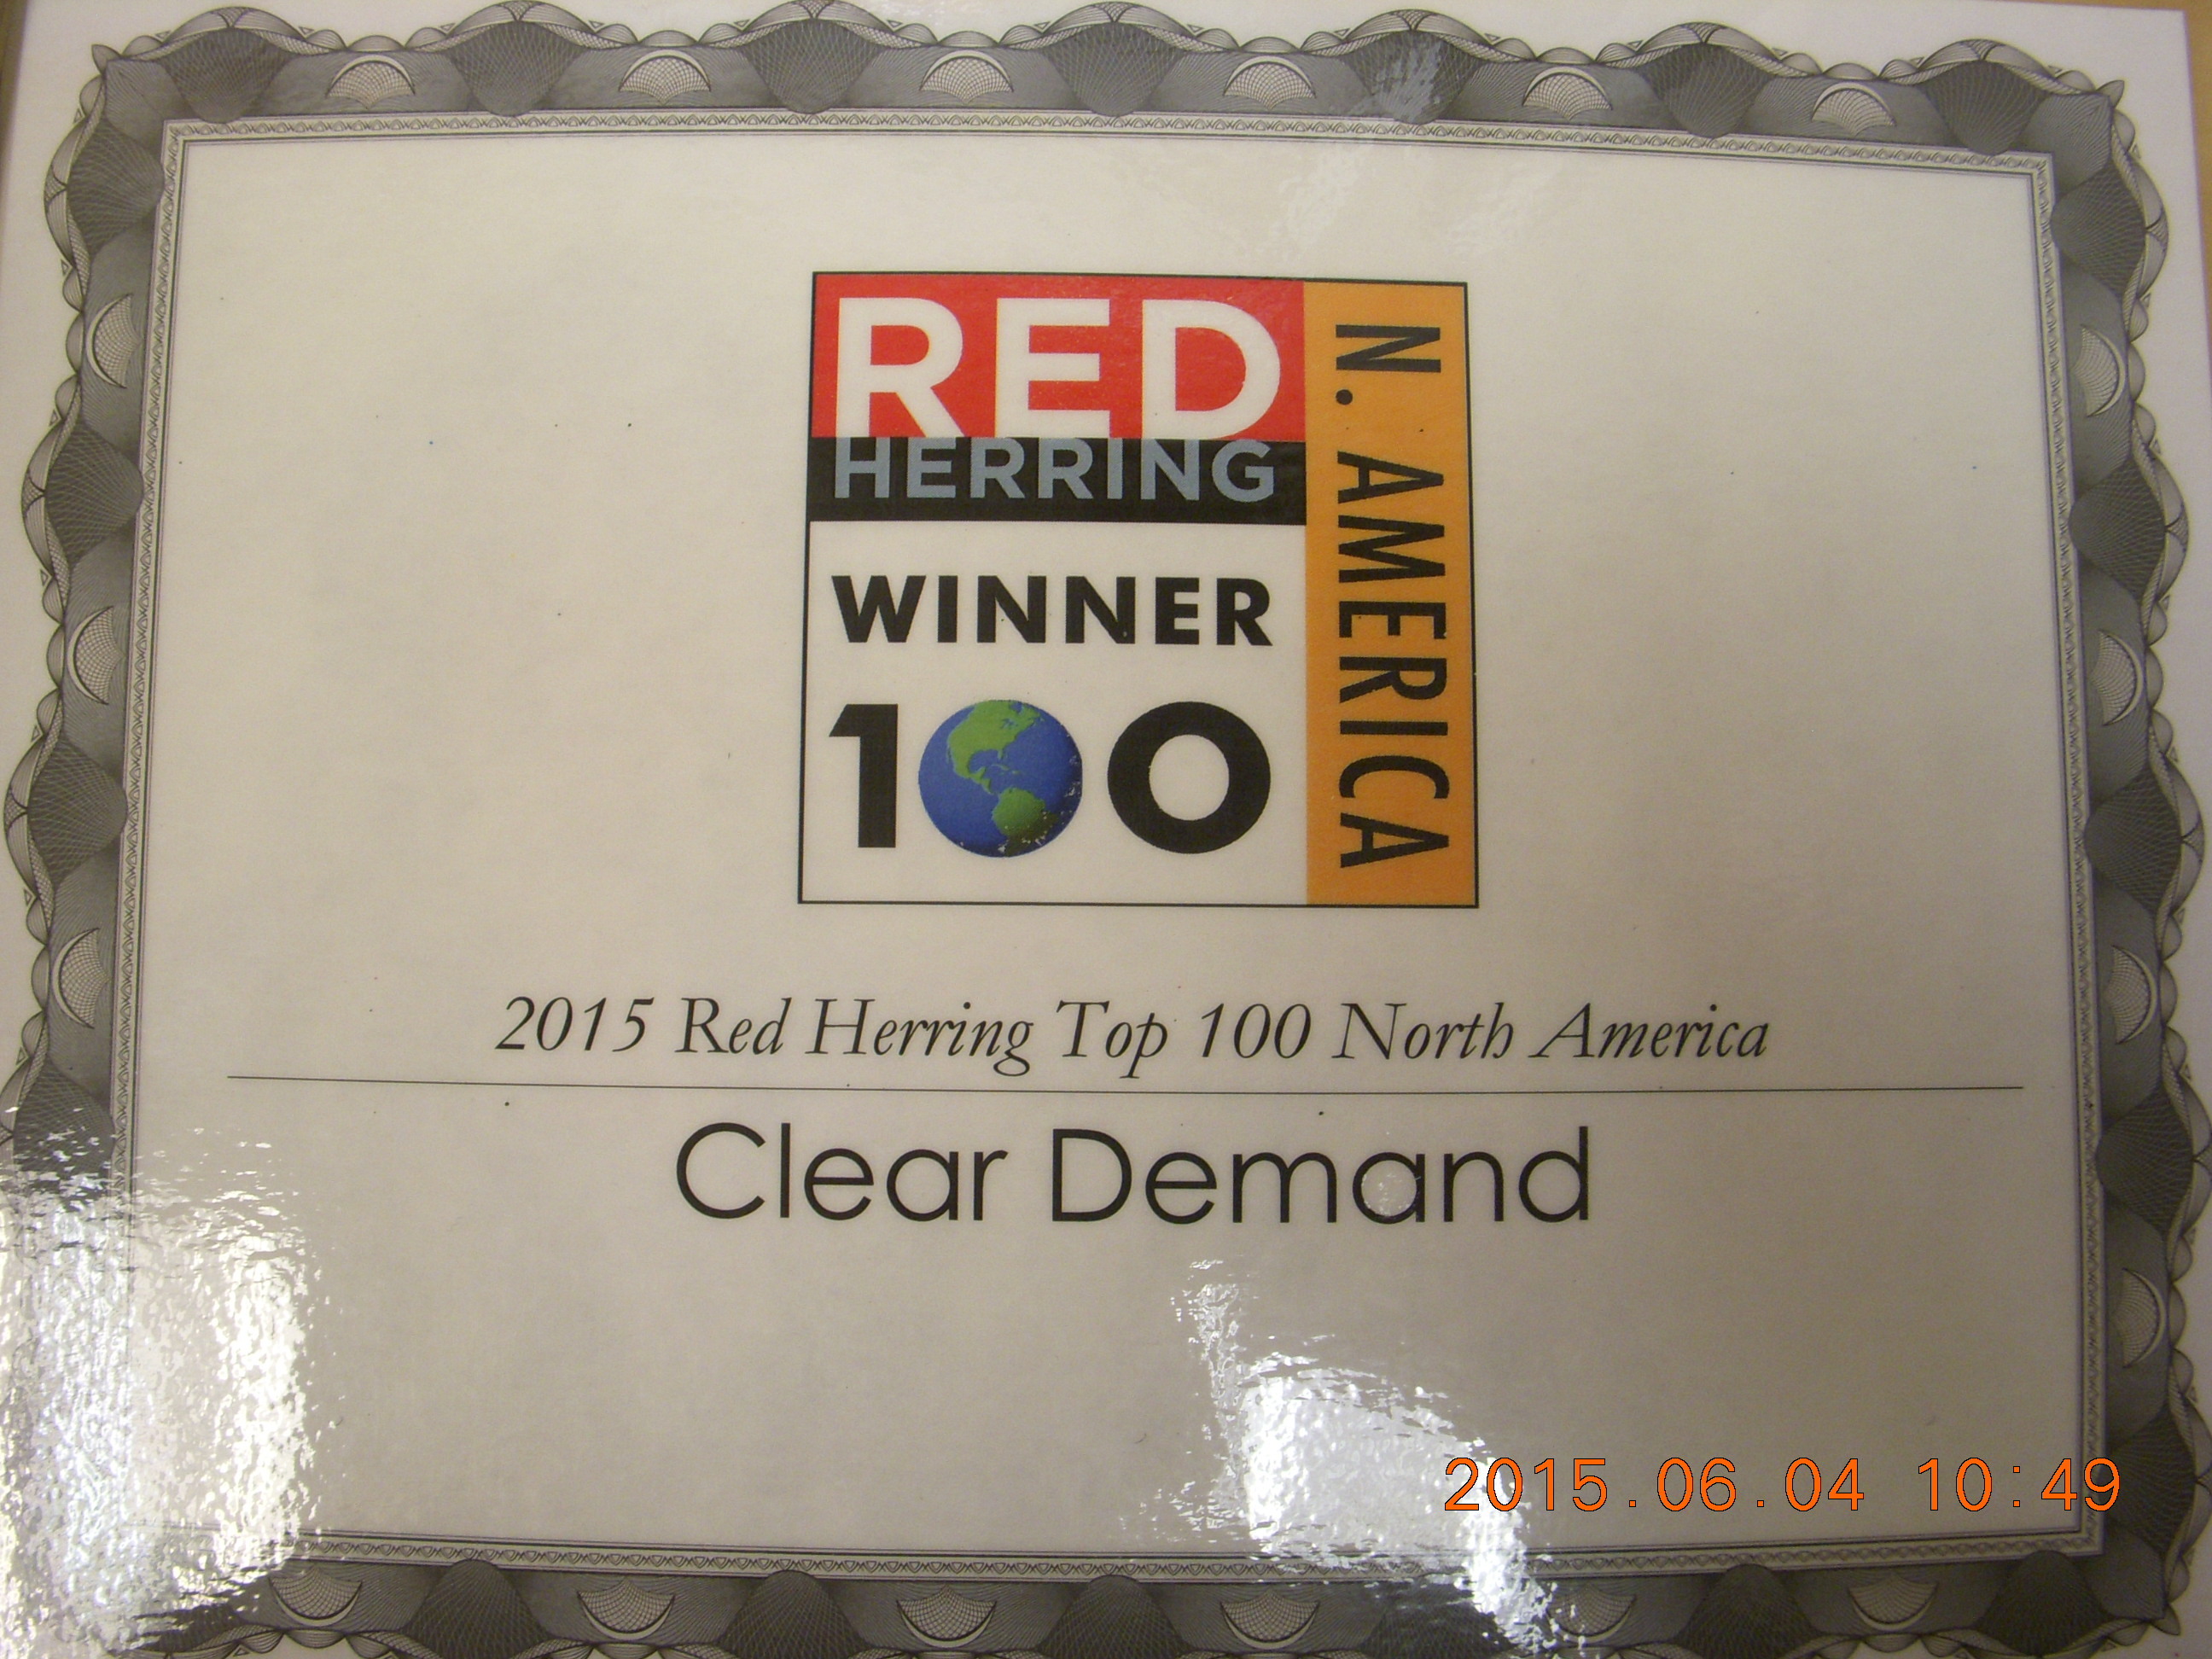 RED
HERRING
N. AMERICA
WINNER
100
2015 Red Herring Top 100 North America
Clear Demand
2015.06.04 10:49